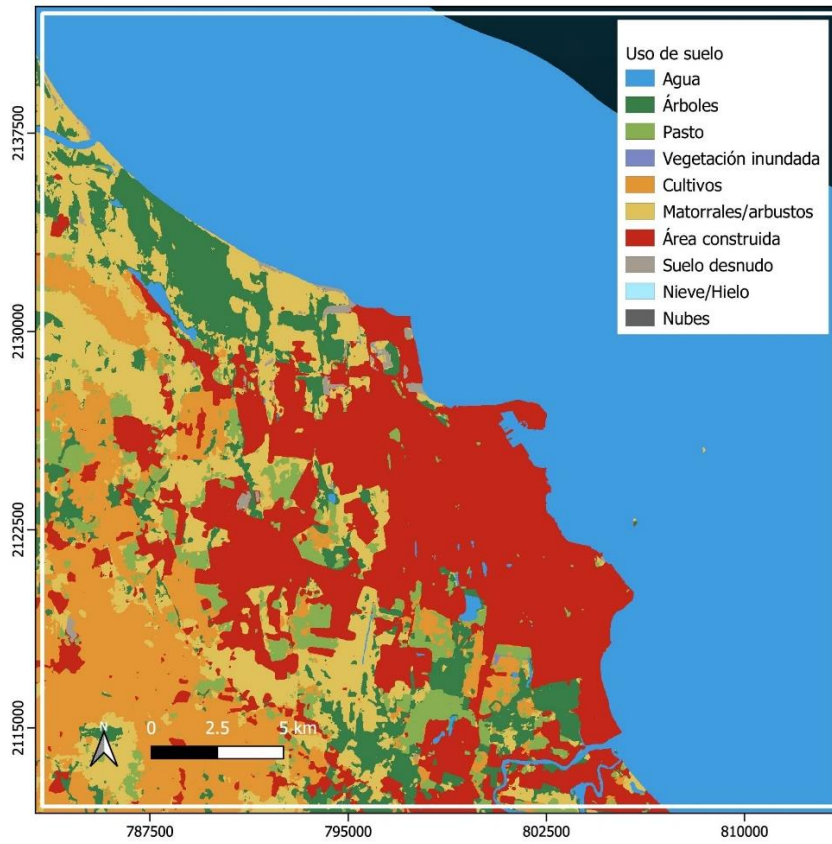 Uso de suelo
Agua
Árboles
Pasto
Vegetación inundada
Cultivos
Matorrales/arbustos
Área construida
Suelo desnudo
Nieve/Hielo
Nubes
2137500
2130000
2122500
2115000
N
0 2.5 5 km
787500 795000 802500 810000